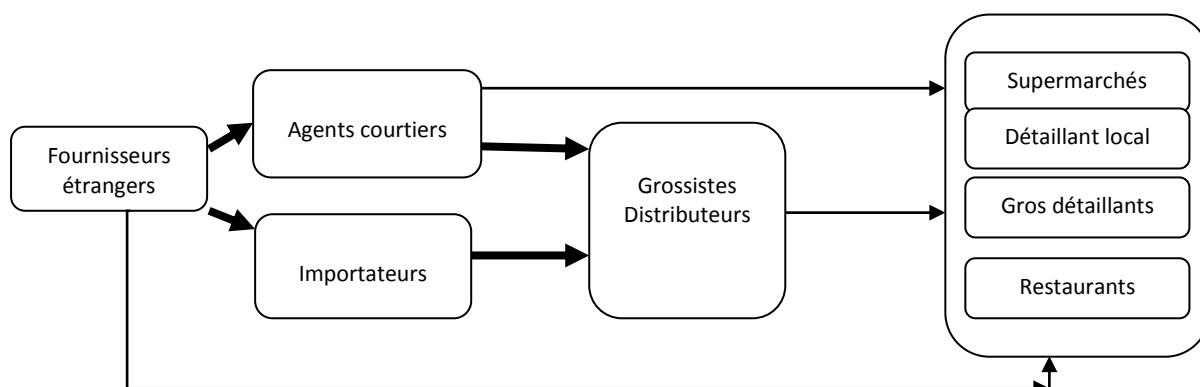 Fournisseurs
étrangers
Agents courtiers
Importateurs
Grossistes
Distributeurs
Supermarchés
Détaillant local
Gros détaillants
Restaurants